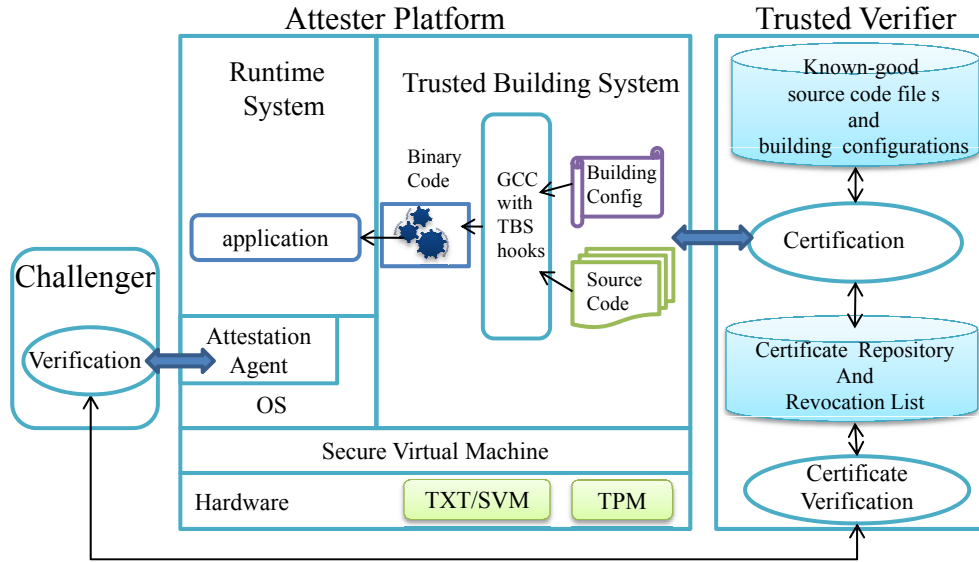 Attester Platform
Trusted Verifier
Runtime
System
Trusted Building System
Known-good
source code file s
and
building configurations
Binary
Code
GCC
with
TBS
hooks
Building
Config
Source
Code
application
Certification
Challenger
Verification
Attestation
Agent
OS
Certificate Repository
And
Revocation List
Secure Virtual Machine
Certificate
Verification
Hardware
TXT/SVM
TPM